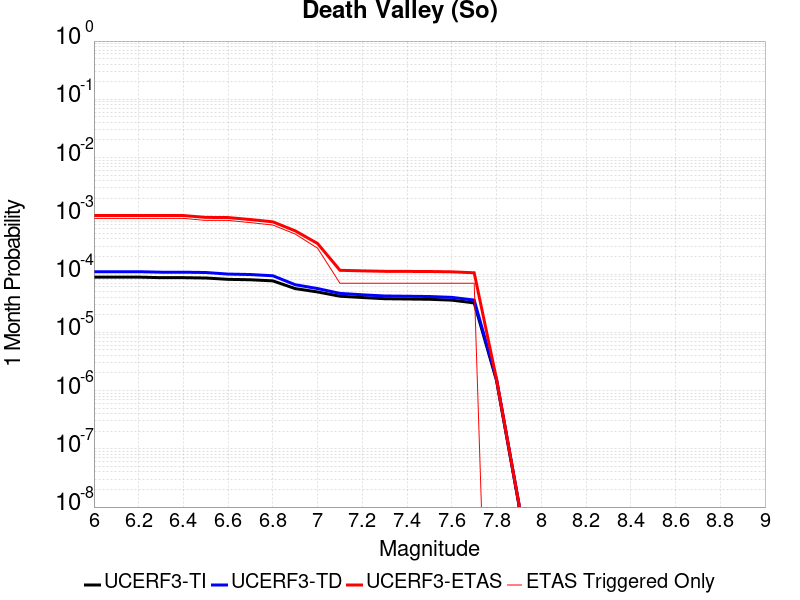 Death Valley (So)
10^0
10^-1
10^-2
10^-3
10^-4
10^-5
10^-6
10^-7
10^-8
1 Month Probability
6 6.2 6.4 6.6 6.8 7 7.2 7.4 7.6 7.8 8 8.2 8.4 8.6 8.8 9
Magnitude
UCERF3-TI UCERF3-TD UCERF3-ETAS ETAS Triggered Only